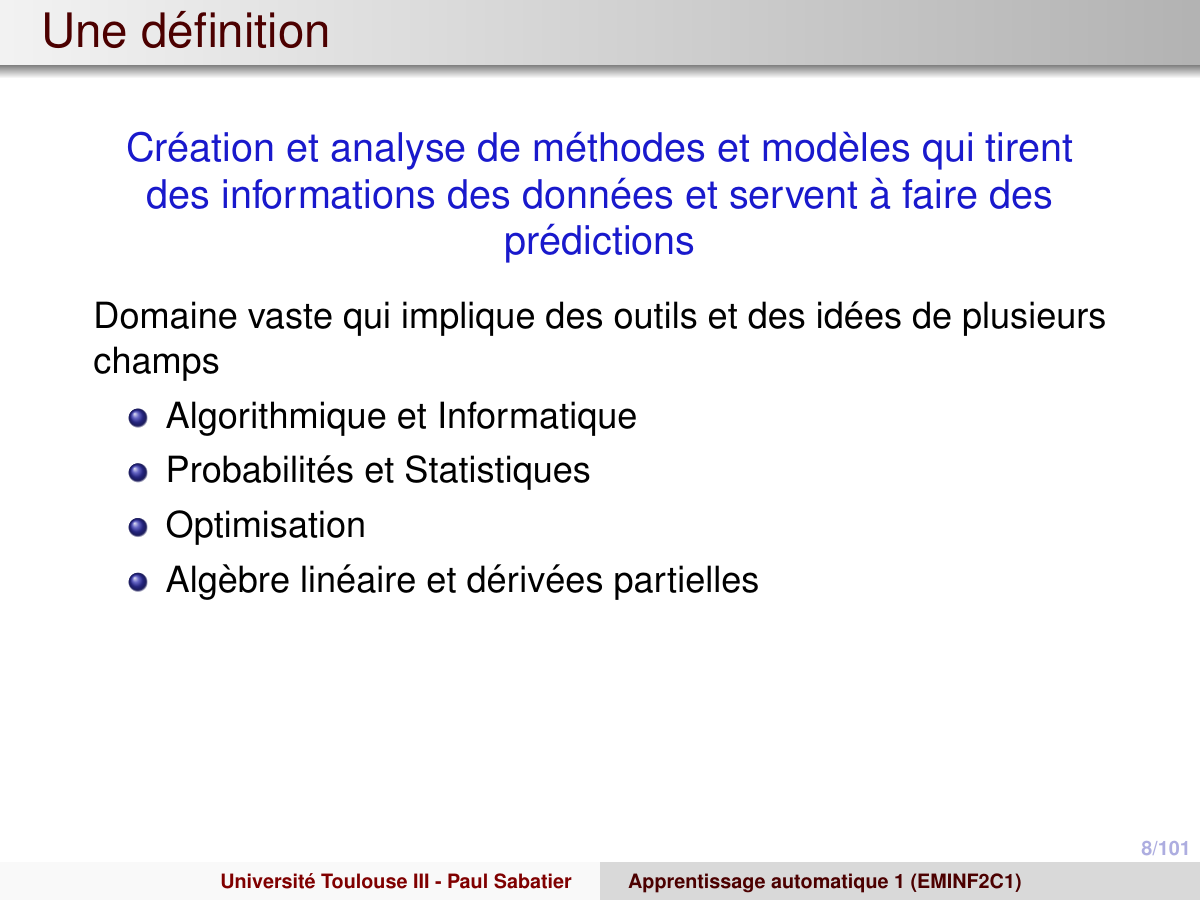 Une définition
Création et analyse de méthodes et modèles qui tirent
des informations des données et servent à faire des
prédictions
Domaine vaste qui implique des outils et des idées de plusieurs
champs
Algorithmique et Informatique
Probabilités et Statistiques
Optimisation
Algèbre linéaire et dérivées partielles
8/101
Université Toulouse III - Paul Sabatier
Apprentissage automatique 1 (EMINF2C1)